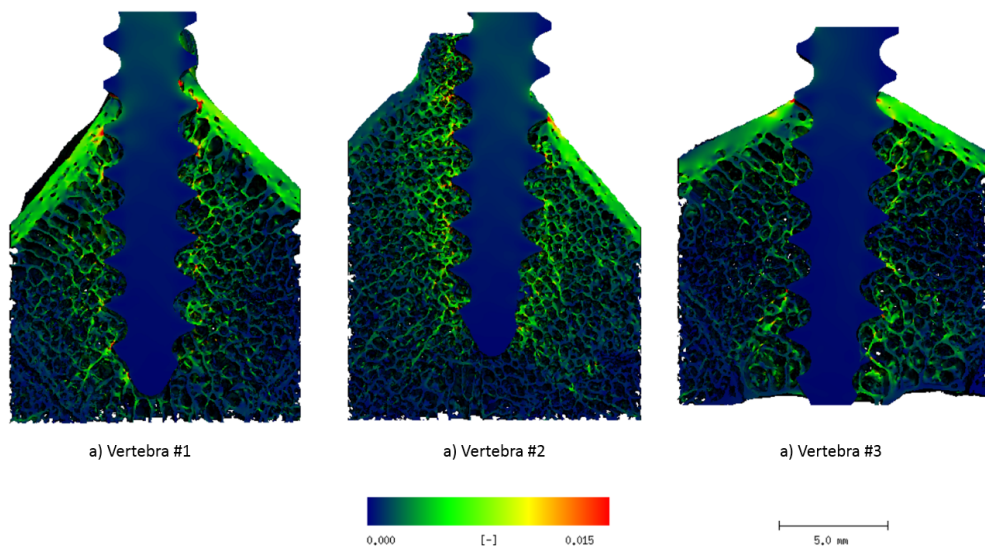 a) Vertebra #1
a) Vertebra #2
a) Vertebra #3
0.000 [-] 0.015
5.0 mm